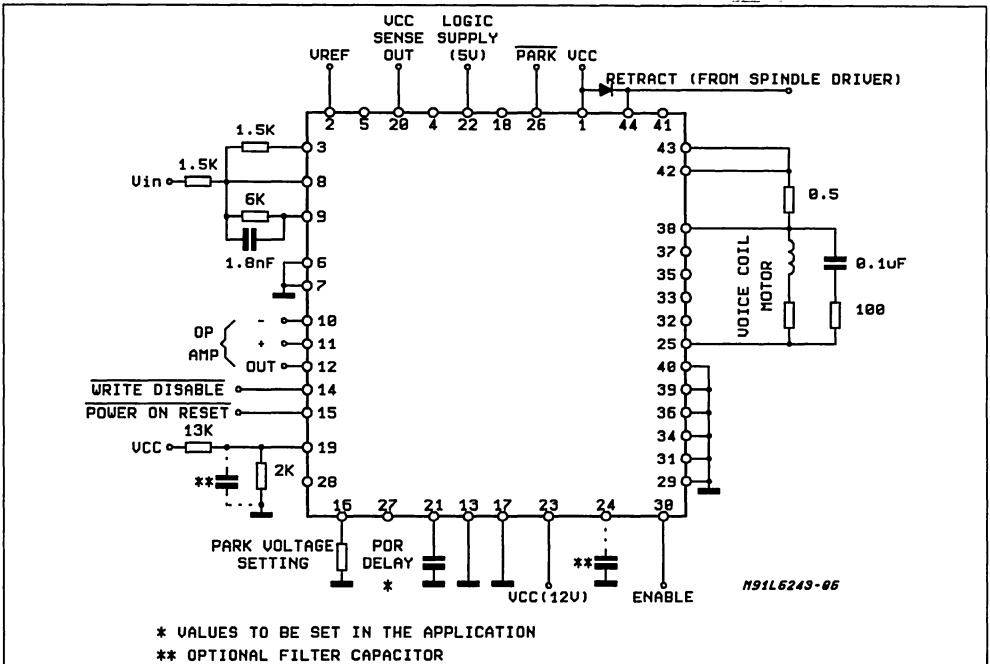 VCC LOGIC
SENSE SUPPLY
VREF OUT (5V) PARK VCC
RETRACT (FROM SPINDLE DRIVER)
2 5 20 4 22 18 26 1 44 41
1.5K 3 43
1.5K 42
Vin 8 0.5
6K
9 38
1.8nF 37 0.1uF
6 35 VOICE COIL
7 33 MOTOR 100
- 10 32
OP + 11 25
AMP OUT 12 40
WRITE DISABLE 14 39
POWER ON RESET 15 36
13K 34
VCC 19 31
** 2K 28 29
16 27 21 13 17 23 24 30
PARK VOLTAGE POR
SETTING DELAY **
*
VCC(12V) ENABLE M91L6243-06
* VALUES TO BE SET IN THE APPLICATION
** OPTIONAL FILTER CAPACITOR